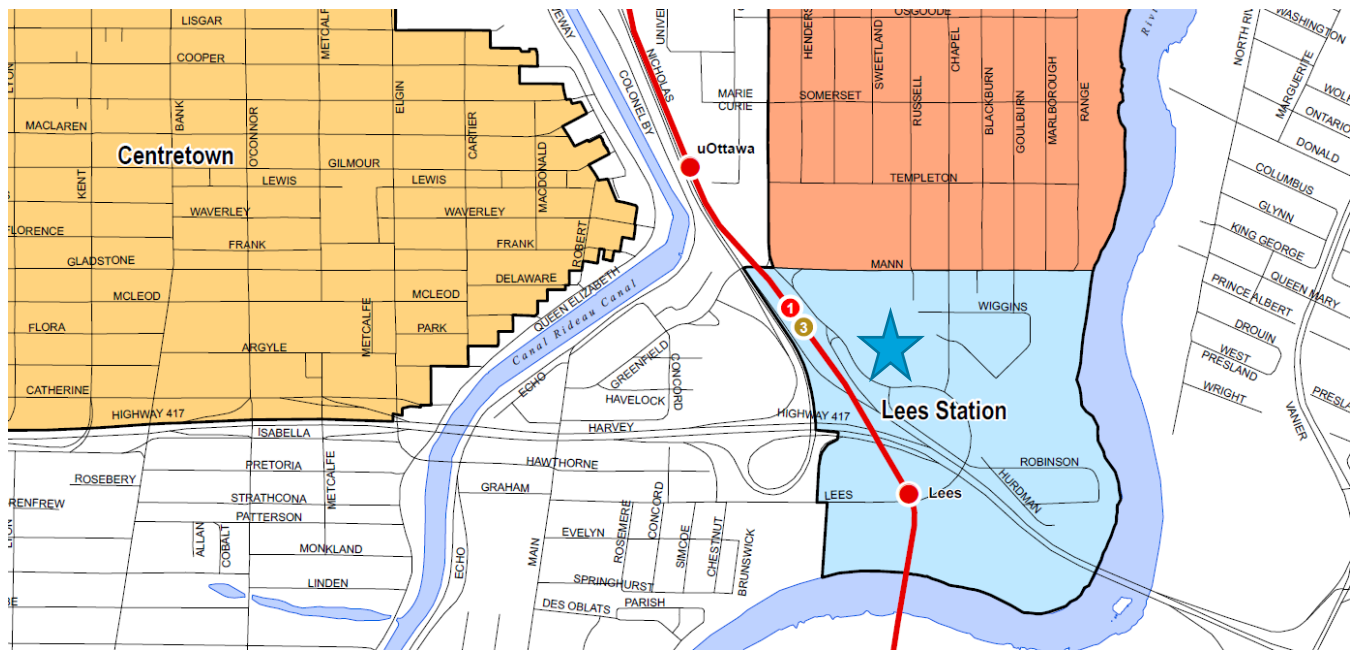 LISGAR
COOPER
METCALFE
ELGIN
LYON
BANK
O'CONNOR
MACLAREN
Centretown
GILMOUR
CARTIER
MACDONALD
KENT
LEWIS
LEWIS
WAVERLEY
WAVERLEY
FLORENCE
FRANK
FRANK
ROBERT
GLADSTONE
DELAWARE
MCLEOD
MCLEOD
METCALFE
FLORA
PARK
ARGYLE
CATHERINE
HIGHWAY 417
ISABELLA
PRETORIA
METCALFE
ROSEBERY
RENFREW
STRATHCONA
PATTERSON
ALLAN
COBALT
MONKLAND
LINDEN
NICHOLAS
COLONEL BY
MARIE
CURIE
uOttawa
QUEEN ELIZABETH
Canal Rideau Canal
ECHO
GREENFIELD
CONCORD
HAVELOCK
HARVEY
HIGHWAY 417
HAWTHORNE
GRAHAM
MAIN
ECHO
EVELYN
ROSEMERE
CONCORD
SIMCOE
CHESTNUT
BRUNSWICK
SPRINGHURST
DES OBLATS
PARISH
OSGOODE
SOMERSET
SWEETLAND
RUSSELL
CHAPEL
BLACKBURN
GOULBURN
MARLBOROUGH
RANGE
TEMPLETON
MANN
WIGGINS
1
3
Lees Station
ROBINSON
HURDMAN
LEES
Lees
WASHINGTON
MARGUERITE
ONTARIO
DONALD
COLUMBUS
GLYNN
KING GEORGE
QUEEN MARY
PRINCE ALBERT
DROUIN
WEST
PRESLAND
WRIGHT
VANIER